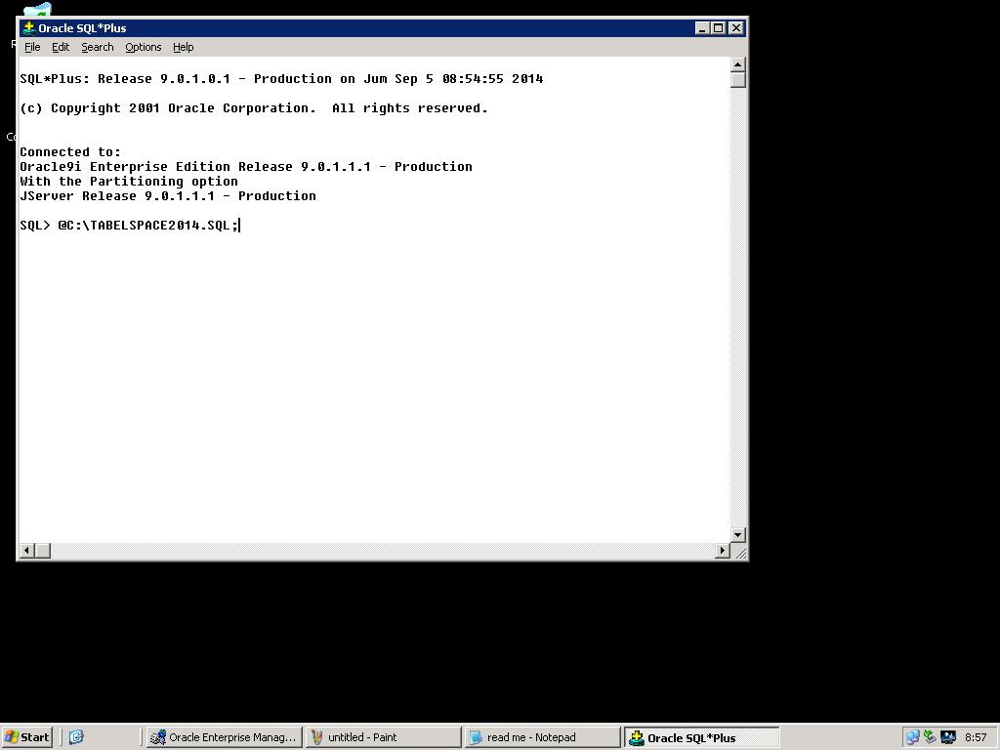 Oracle SQL*Plus
File Edit Search Options Help
SQL*Plus: Release 9.0.1.0.1 - Production on Jum Sep 5 08:54:55 2014
(c) Copyright 2001 Oracle Corporation.  All rights reserved.
Connected to:
Oracle9i Enterprise Edition Release 9.0.1.1.1 - Production
With the Partitioning option
JServer Release 9.0.1.1.1 - Production
SQL> @C:\TABELSPACE2014.SQL;
Start Oracle Enterprise Manag... untitled - Paint read me - Notepad Oracle SQL*Plus 8:57